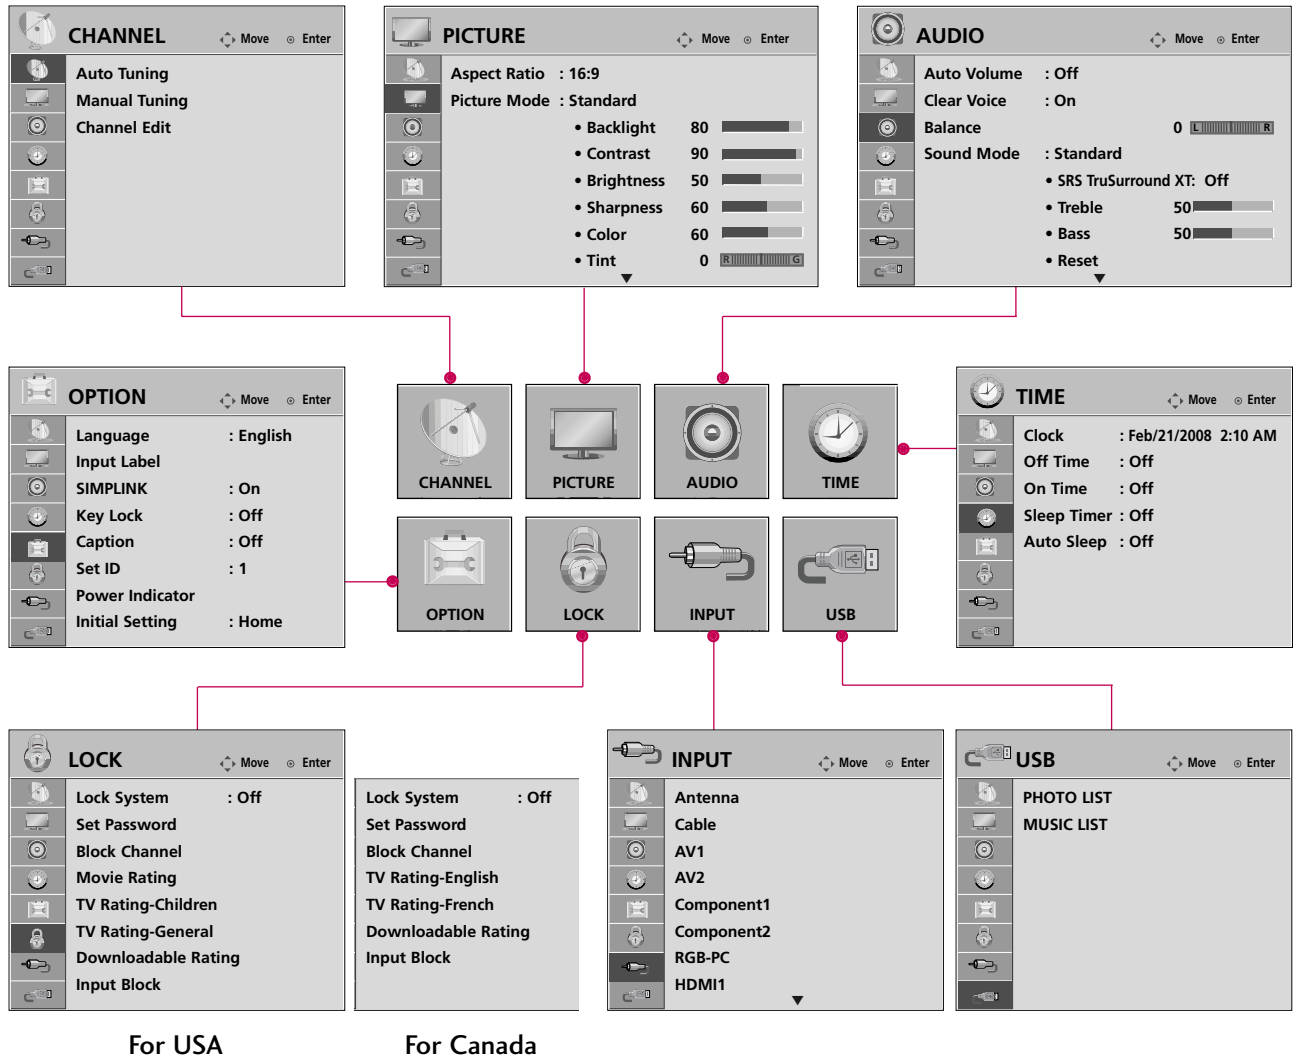 CHANNEL Move Enter
Auto Tuning
Manual Tuning
Channel Edit
PICTURE Move Enter
Aspect Ratio : 16:9
Picture Mode : Standard
• Backlight 80
• Contrast 90
• Brightness 50
• Sharpness 60
• Color 60
• Tint 0 R G
AUDIO Move Enter
Auto Volume : Off
Clear Voice : On
Balance 0 L R
Sound Mode : Standard
• SRS TruSurround XT: Off
• Treble 50
• Bass 50
• Reset
OPTION Move Enter
Language : English
Input Label
SIMPLINK : On
Key Lock : Off
Caption : Off
Set ID : 1
Power Indicator
Initial Setting : Home
CHANNEL
PICTURE
AUDIO
TIME
OPTION
LOCK
INPUT
USB
TIME Move Enter
Clock : Feb/21/2008 2:10 AM
Off Time : Off
On Time : Off
Sleep Timer : Off
Auto Sleep : Off
LOCK Move Enter
Lock System : Off
Set Password
Block Channel
Movie Rating
TV Rating-Children
TV Rating-General
Downloadable Rating
Input Block
For USA
Lock System : Off
Set Password
Block Channel
TV Rating-English
TV Rating-French
Downloadable Rating
Input Block
For Canada
INPUT Move Enter
Antenna
Cable
AV1
AV2
Component1
Component2
RGB-PC
HDMI1
USB Move Enter
PHOTO LIST
MUSIC LIST